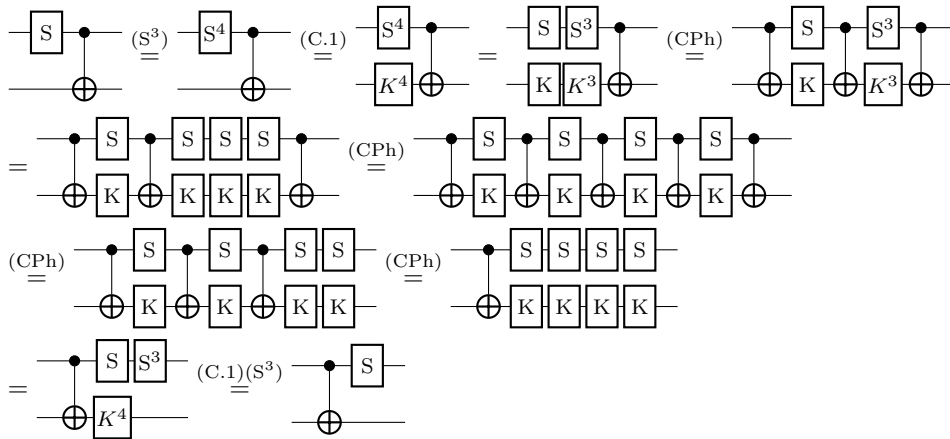 S (S³) = S⁴ (C.1) = S⁴ K⁴ = S S³ K K³ (CPh) = S S³ K K³
= S S S S K K K K (CPh) = S S S S K K K K
(CPh) = S S S S K K K K (CPh) = S S S S K K K K
= S S³ K⁴ (C.1)(S³) = S